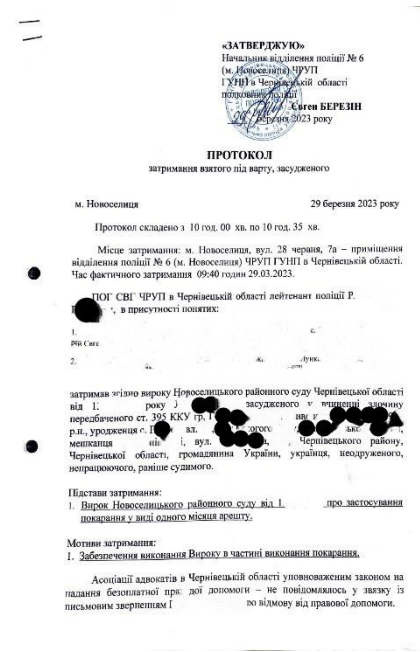 «ЗАТВЕРДЖУЮ»
Начальник відділення поліції № 6
(м. Новоселиця) ЧРУП
ГУНП в Чернівецькій області
полковник поліції
Євген БЕРЕЗІН
29 березня 2023 року
ПРОТОКОЛ
затримання взятого під варту, засудженого
м. Новоселиця 29 березня 2023 року
Протокол складено з 10 год. 00 хв. по 10 год. 35 хв.
Місце затримання: м. Новоселиця, вул. 28 червня, 7а – приміщення
відділення поліції № 6 (м. Новоселиця) ЧРУП ГУНП в Чернівецькій області.
Час фактичного затримання 09:40 годин 29.03.2023.
ПОГ СВГ ЧРУП в Чернівецькій області лейтенант поліції Р.
, в присутності понятих:
1.
2.
затримав згідно вироку Новоселицького районного суду Чернівецької області
від 1 року засудженого у вчиненні злочину
передбаченого ст. 395 ККУ гр.
р.н., уродженця с. вул.
мешканця вул. , Чернівецького району,
Чернівецької області, громадянина України, українця, неодруженого,
непрацюючого, раніше судимого.
Підстави затримання:
1. Вирок Новоселицького районного суду від 1 про застосування
покарання у виді одного місяця арешту.
Мотиви затримання:
1. Забезпечення виконання Вироку в частині виконання покарання.
Асоціації адвокатів в Чернівецькій області уповноваженим законом на
надання безоплатної допомоги – не повідомлялось у звязку із
письмовим зверненням про відмову від правової допомоги.